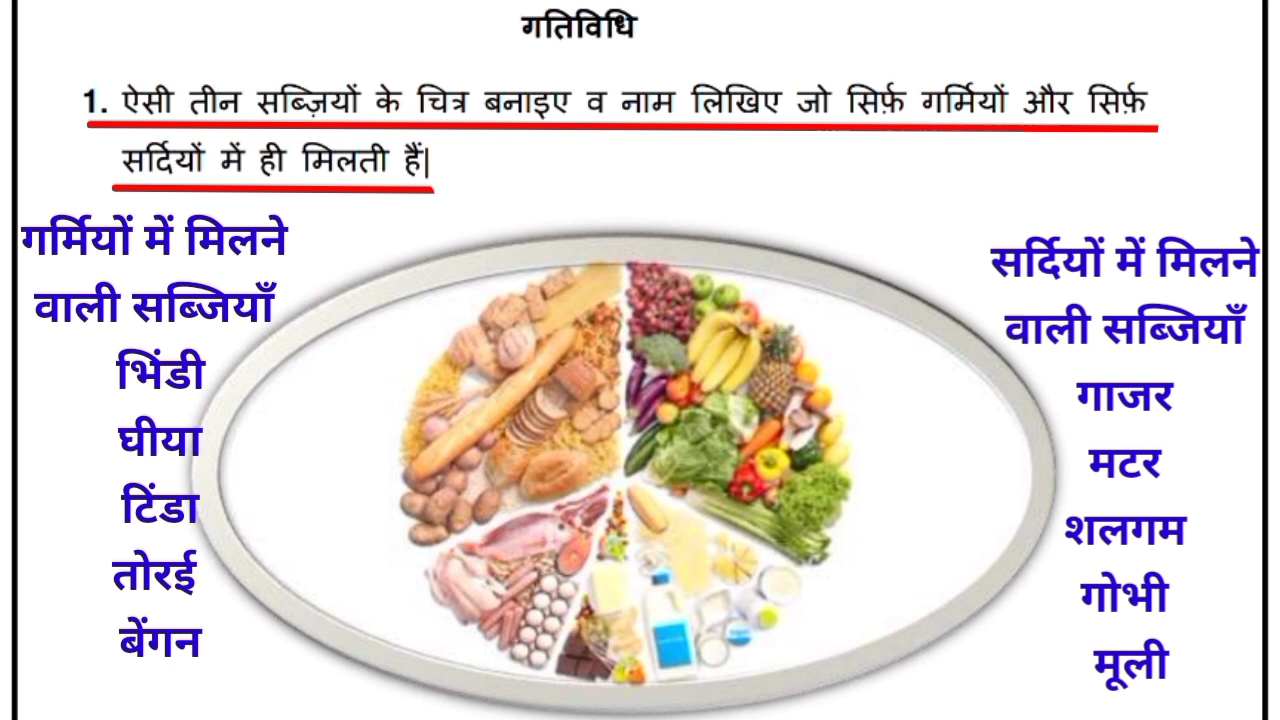 गतिविधि
1. ऐसी तीन सब्ज़ियों के चित्र बनाइए व नाम लिखिए जो सिर्फ़ गर्मियों और सिर्फ़
सर्दियों में ही मिलती हैं|
गर्मियों में मिलने
वाली सब्जियाँ
भिंडी
घीया
टिंडा
तोरई
बेंगन
सर्दियों में मिलने
वाली सब्जियाँ
गाजर
मटर
शलगम
गोभी
मूली